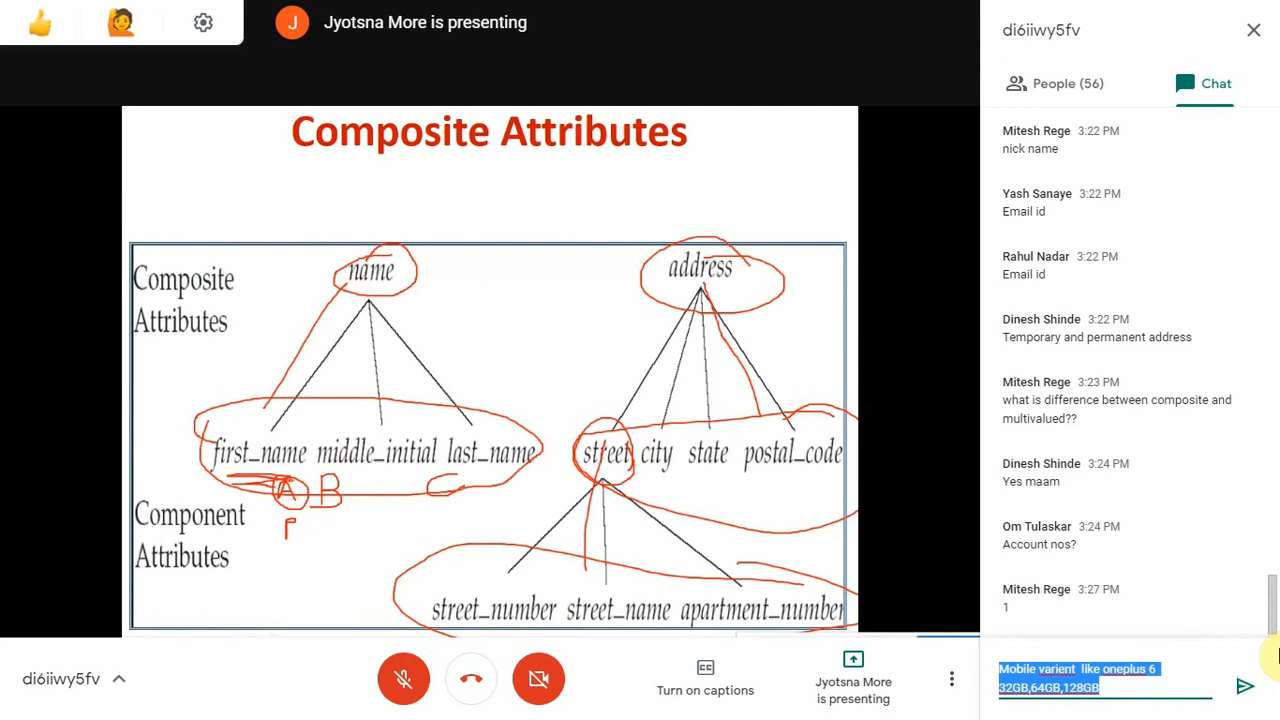 J Jyotsna More is presenting
Composite Attributes
Composite
Attributes
name
address
first_name middle_initial last_name
street city state postal_code
A B C
Component
Attributes
street_number street_name apartment_number
di6iiwy5fv
People (56)
Chat
Mitesh Rege 3:22 PM
nick name
Yash Sanaye 3:22 PM
Email id
Rahul Nadar 3:22 PM
Email id
Dinesh Shinde 3:22 PM
Temporary and permanent address
Mitesh Rege 3:23 PM
what is difference between composite and
multivalued??
Dinesh Shinde 3:24 PM
Yes maam
Om Tulaskar 3:24 PM
Account nos?
Mitesh Rege 3:27 PM
1
Mobile varient like oneplus 6
32GB,64GB,128GB
di6iiwy5fv
CC
Turn on captions
Jyotsna More
is presenting